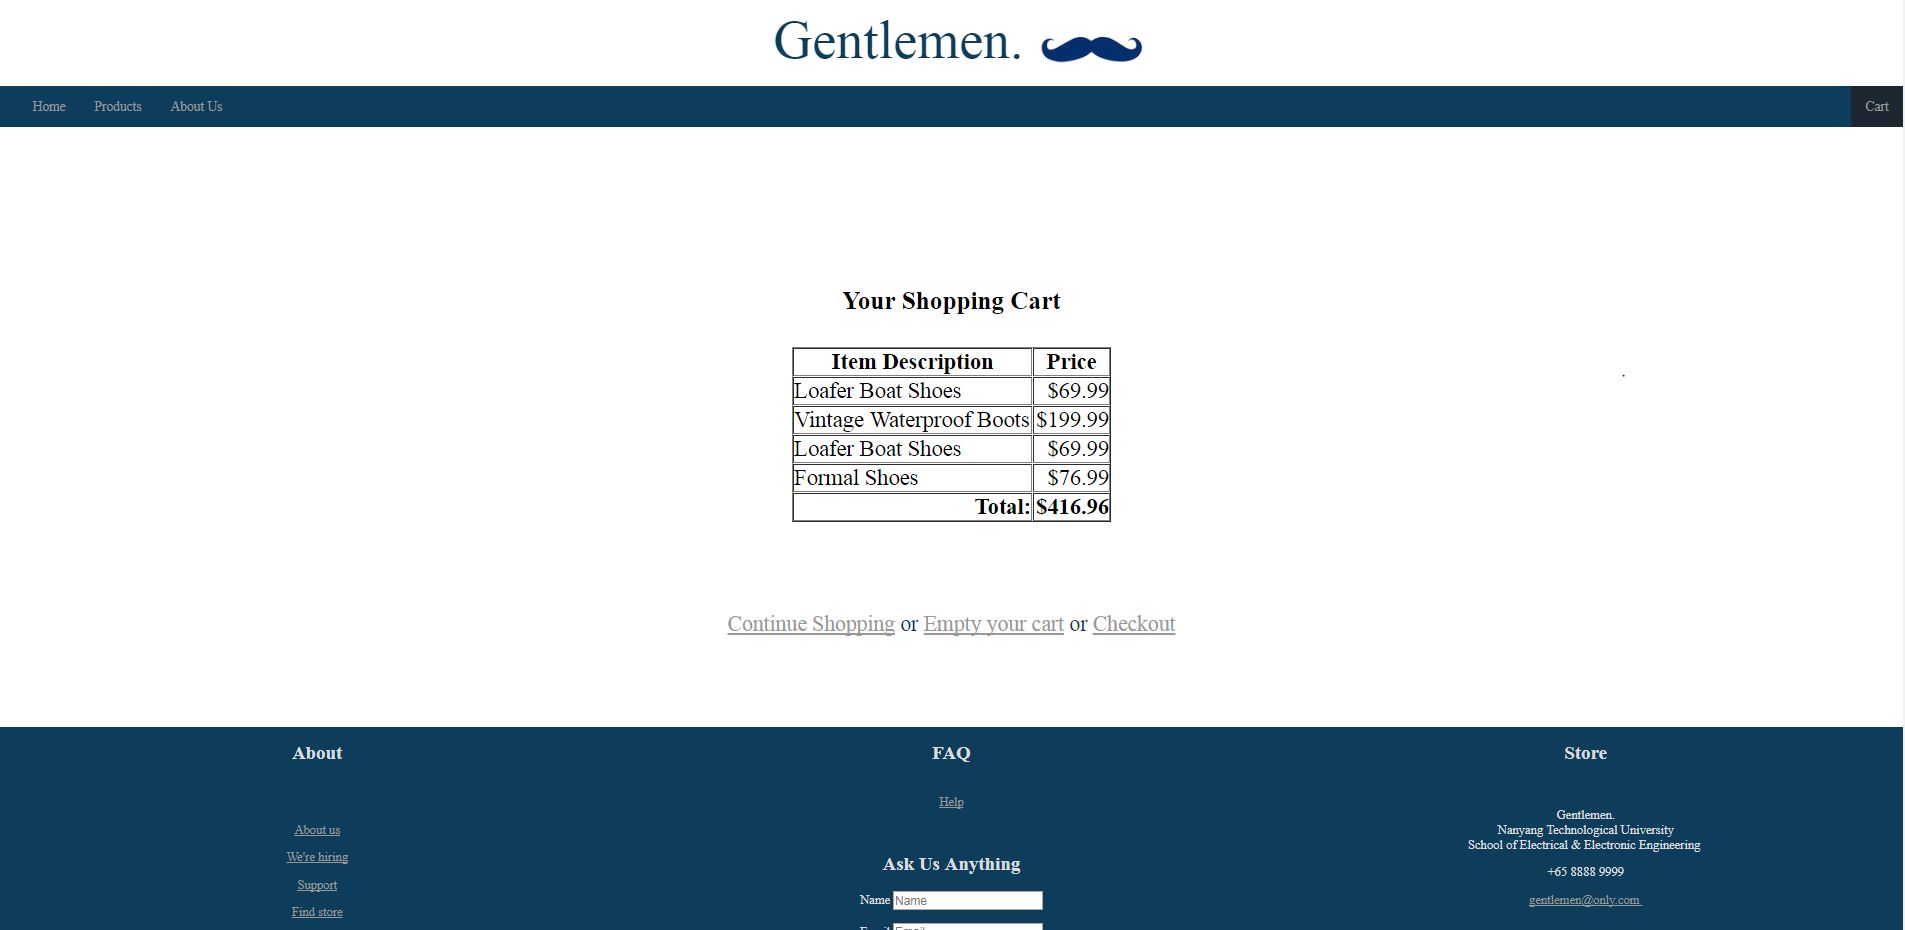 Gentlemen.
Home Products About Us Cart
Your Shopping Cart
Item Description Price
Loafer Boat Shoes $69.99
Vintage Waterproof Boots $199.99
Loafer Boat Shoes $69.99
Formal Shoes $76.99
Total: $416.96
Continue Shopping or Empty your cart or Checkout
About
About us
We're hiring
Support
Find store
FAQ
Help
Ask Us Anything
Name Name
Store
Gentlemen.
Nanyang Technological University
School of Electrical & Electronic Engineering
+65 8888 9999
gentlemen@only.com